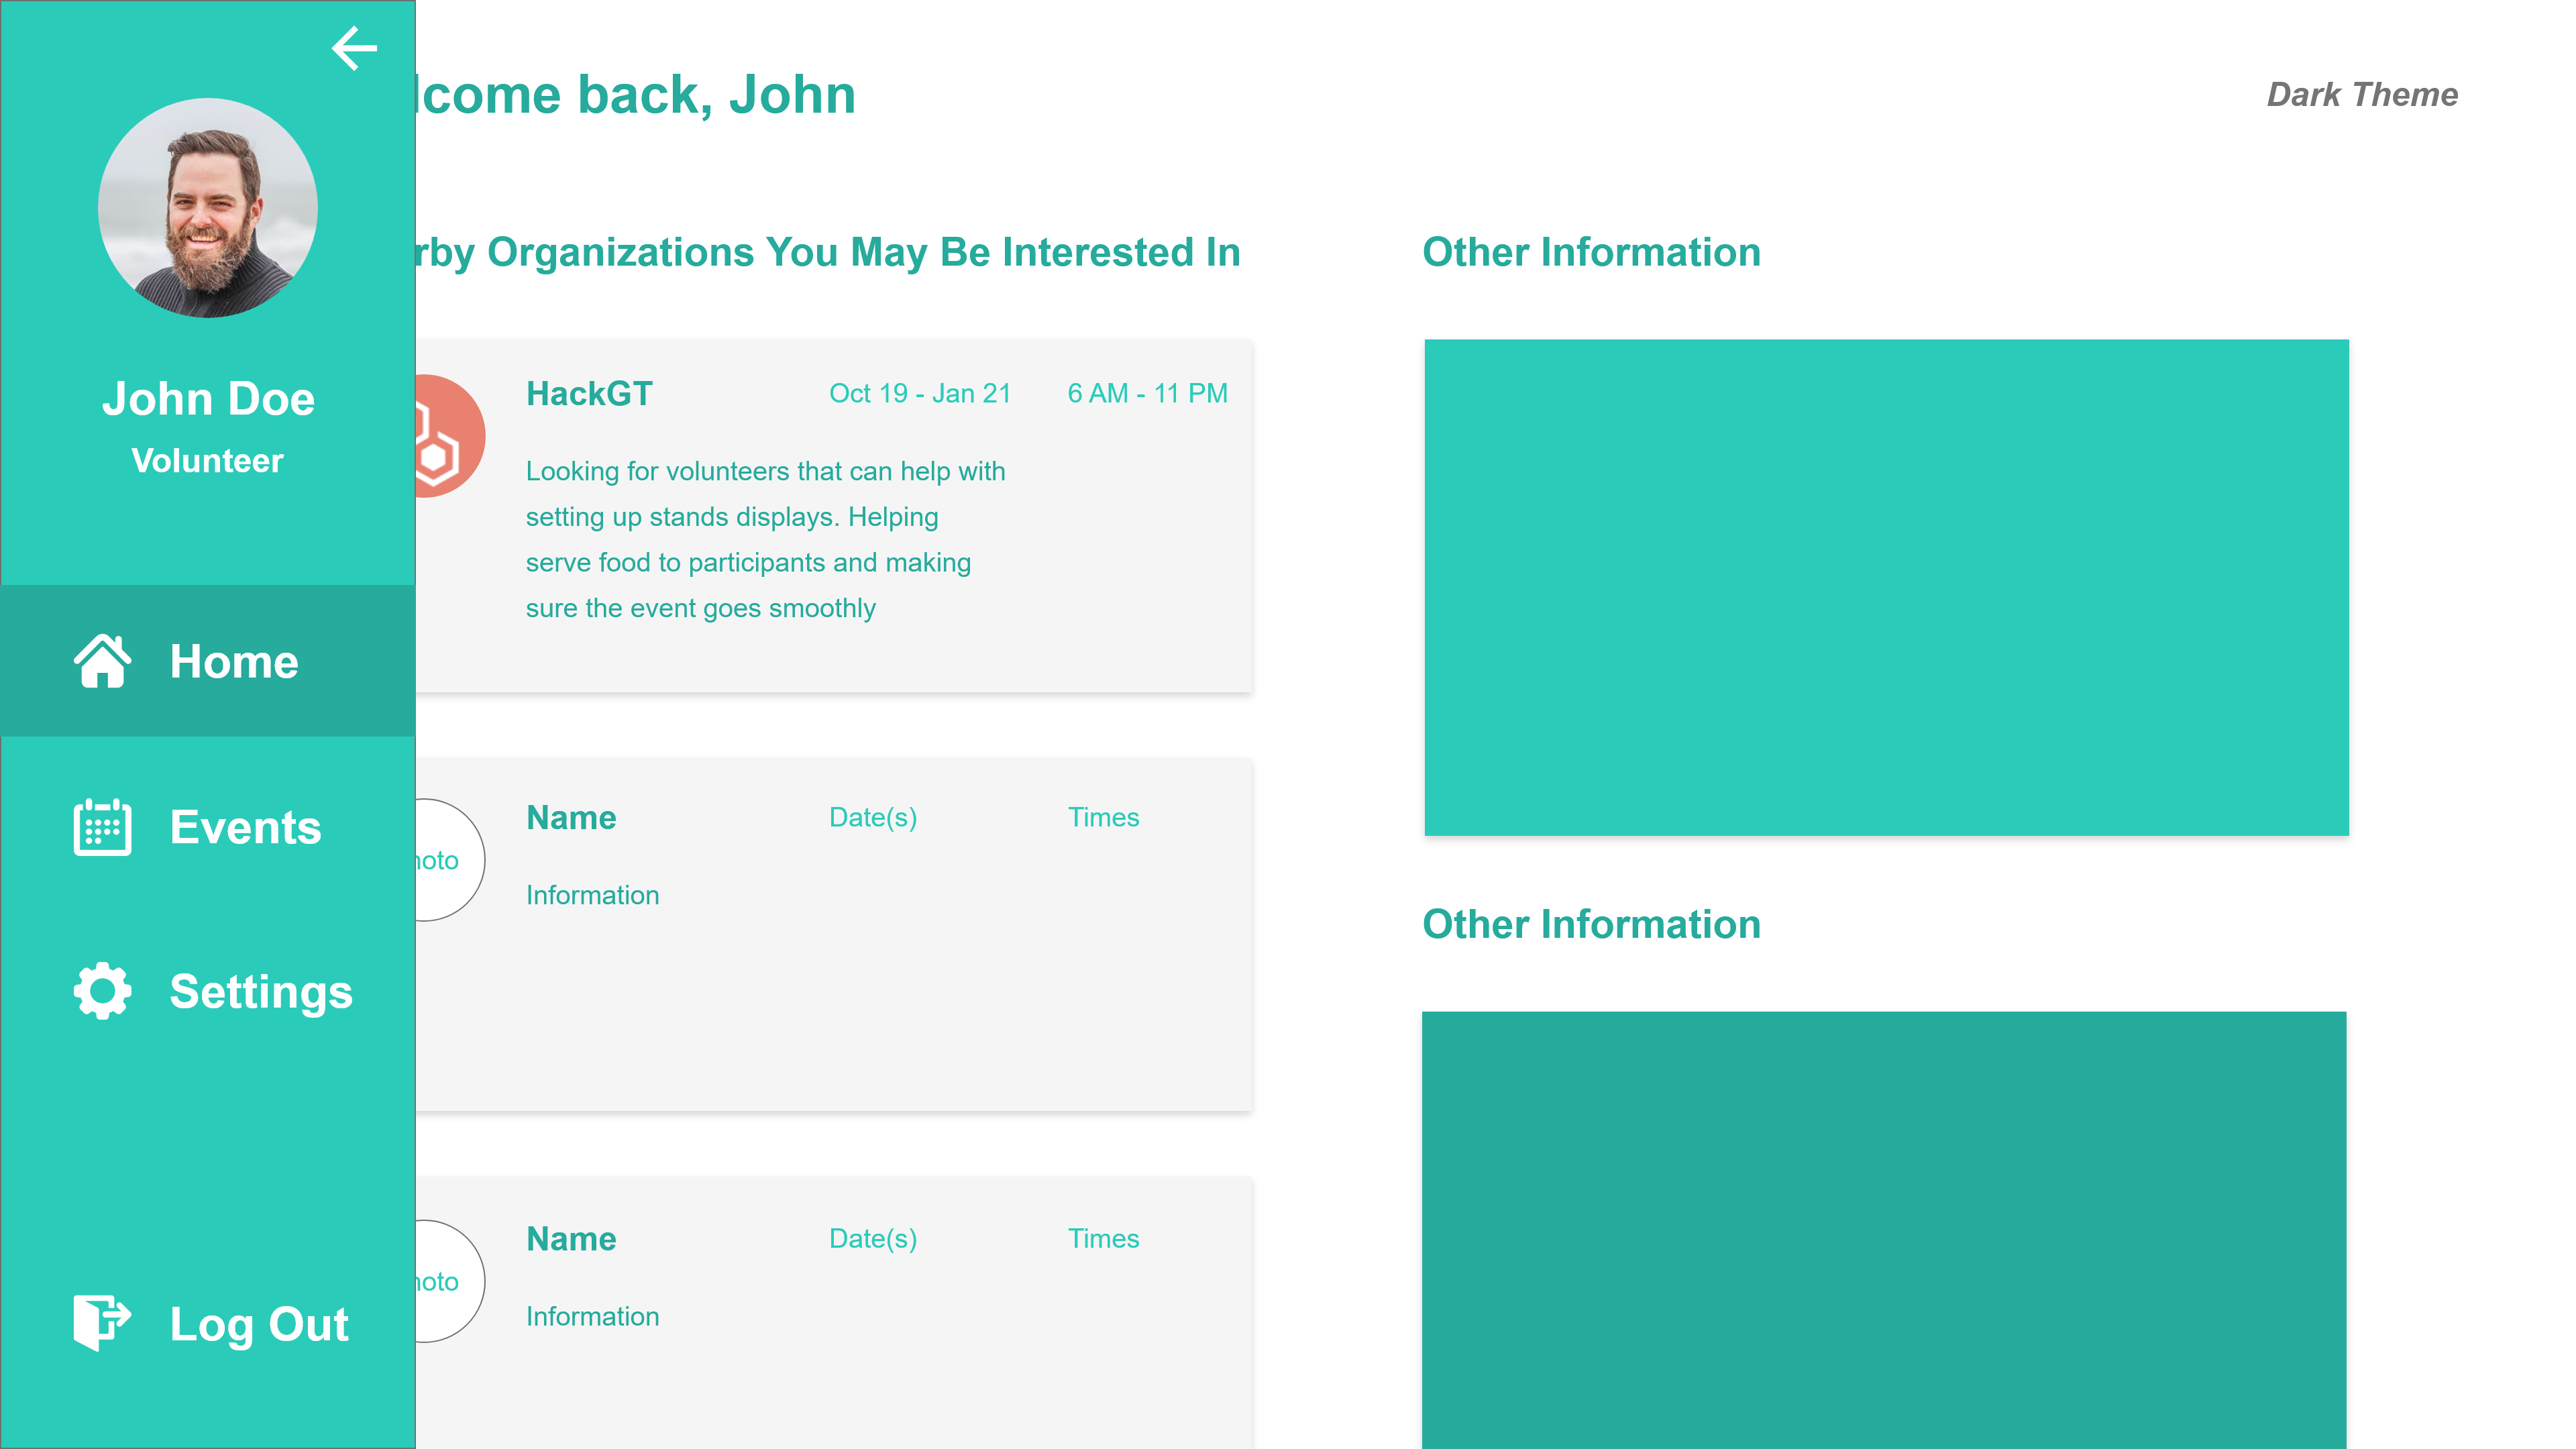 John Doe
Volunteer
Home
Events
Settings
Log Out
lcome back, John
Dark Theme
rby Organizations You May Be Interested In
HackGT
Oct 19 - Jan 21
6 AM - 11 PM
Looking for volunteers that can help with
setting up stands displays. Helping
serve food to participants and making
sure the event goes smoothly
hoto
Name
Date(s)
Times
Information
hoto
Name
Date(s)
Times
Information
Other Information
Other Information